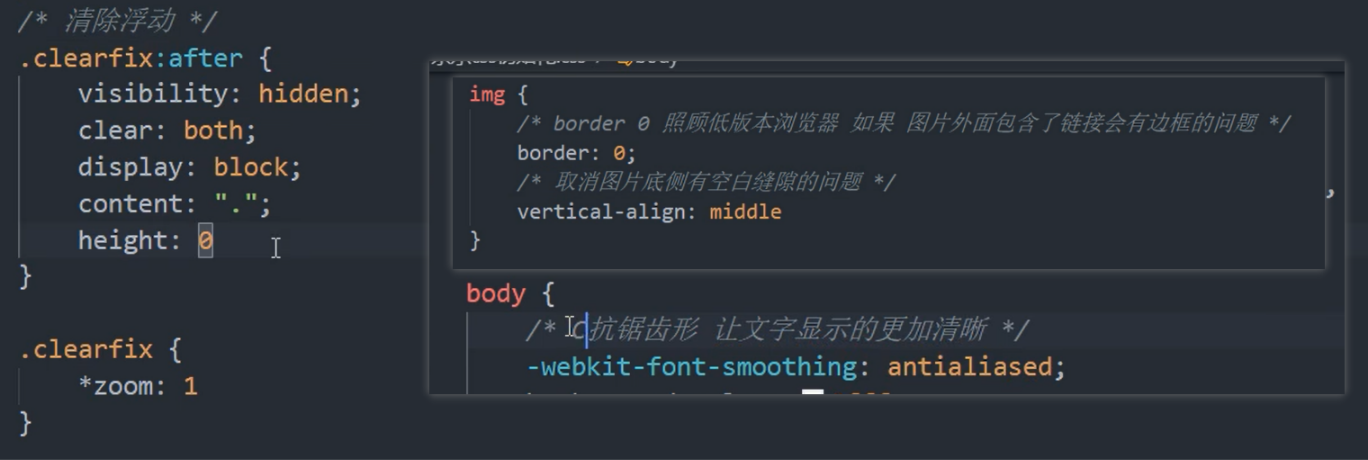 /* 清除浮动 */
.clearfix:after {
visibility: hidden;
clear: both;
display: block;
content: ".";
height: 0
}
.clearfix {
*zoom: 1
}
img {
/* border 0 照顾低版本浏览器 如果 图片外面包含了链接会有边框的问题 */
border: 0;
/* 取消图片底侧有空白缝隙的问题 */
vertical-align: middle
}
,
body {
/* C抗锯齿形 让文字显示的更加清晰 */
-webkit-font-smoothing: antialiased;